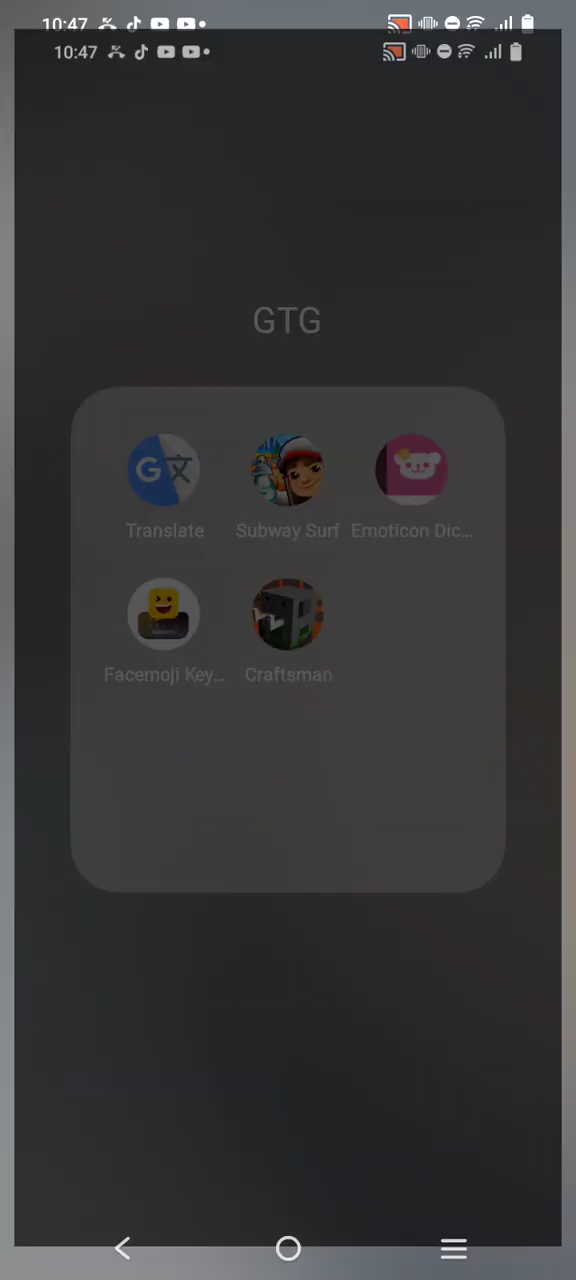 10:47
10:47
GTG
Translate
Subway Surf
Emoticon Dic...
Facemoji Key...
Craftsman